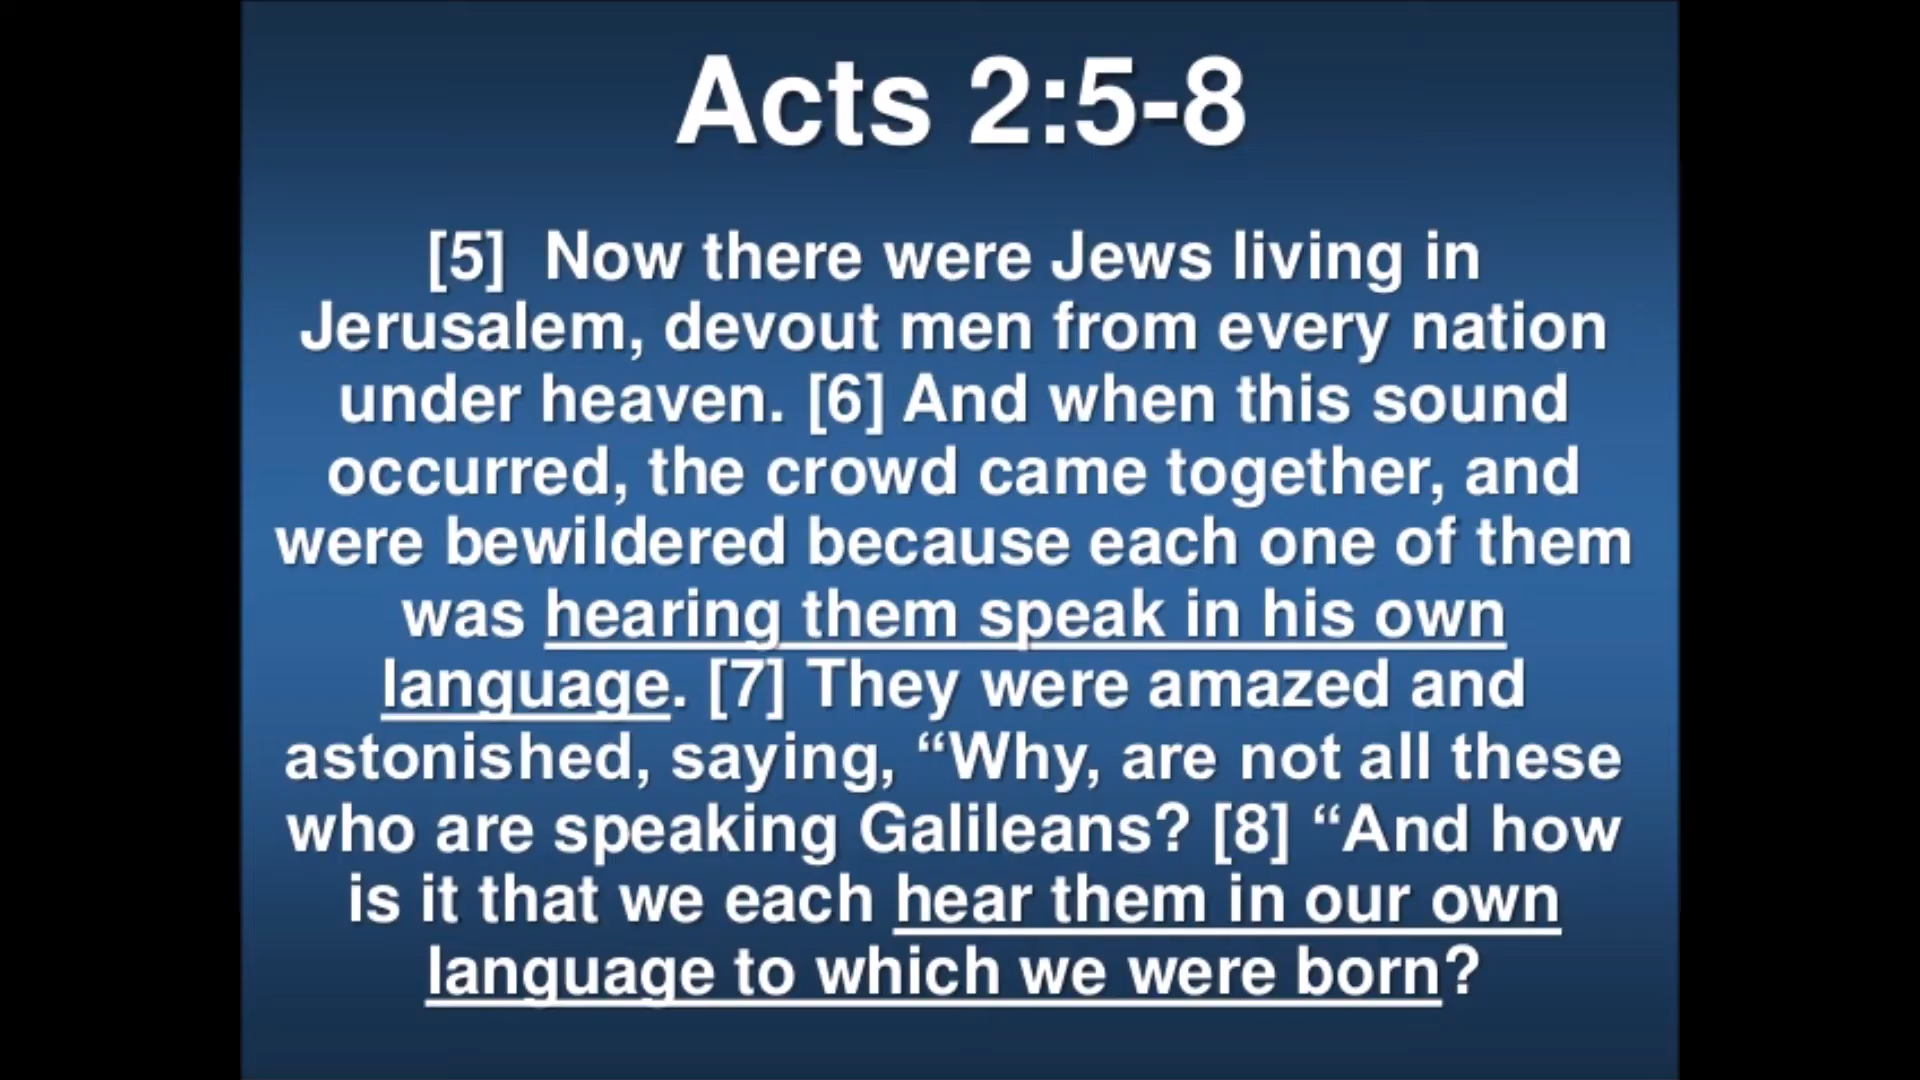 Acts 2:5-8
[5]  Now there were Jews living in
Jerusalem, devout men from every nation
under heaven. [6] And when this sound
occurred, the crowd came together, and
were bewildered because each one of them
was hearing them speak in his own
language. [7] They were amazed and
astonished, saying, “Why, are not all these
who are speaking Galileans? [8] “And how
is it that we each hear them in our own
language to which we were born?